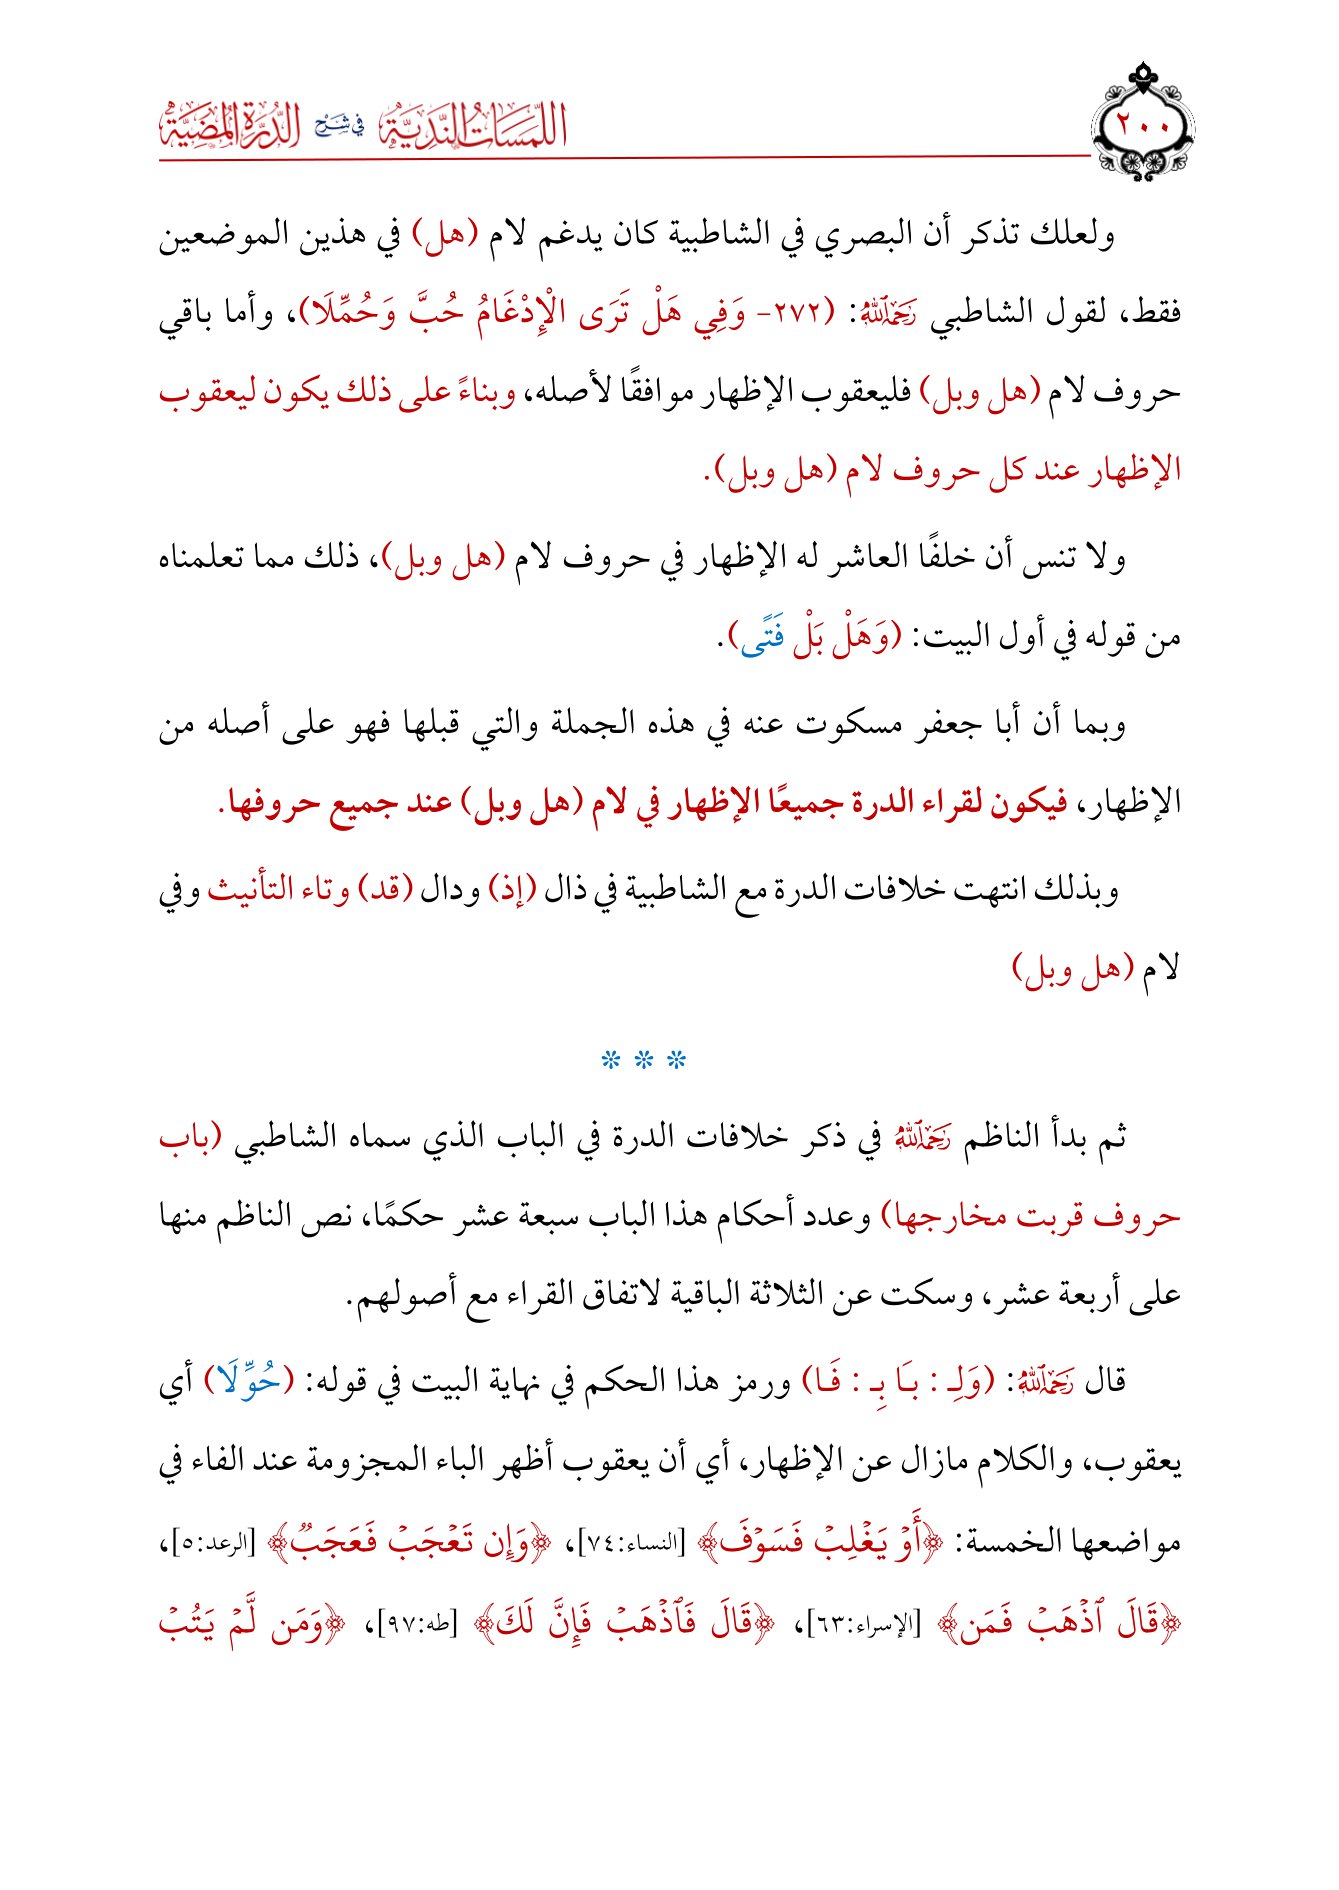 اللمسات الندية في شرح الدرة المضية
٢٠٠
ولعلك تذكر أن البصري في الشاطبية كان يدغم لام (هل) في هذين الموضعين
فقط، لقول الشاطبي رَحِمَهُ اللَّهُ: (٢٧٢- وَفِي هَلْ تَرَى الْإِدْغَامُ حُبَّ وَحُمِّلَا)، وأما باقي
حروف لام (هل وبل) فليعقوب الإظهار موافقًا لأصله، وبناءً على ذلك يكون ليعقوب
الإظهار عند كل حروف لام (هل وبل).
ولا تنس أن خلفًا العاشر له الإظهار في حروف لام (هل وبل)، ذلك مما تعلمناه
من قوله في أول البيت: (وَهَلْ بَلْ فَتًى).
وبما أن أبا جعفر مسكوت عنه في هذه الجملة والتي قبلها فهو على أصله من
الإظهار، فيكون لقراء الدرة جميعًا الإظهار في لام (هل وبل) عند جميع حروفها.
وبذلك انتهت خلافات الدرة مع الشاطبية في ذال (إذ) ودال (قد) وتاء التأنيث وفي
لام (هل وبل)
* * *
ثم بدأ الناظم رَحِمَهُ اللَّهُ في ذكر خلافات الدرة في الباب الذي سماه الشاطبي (باب
حروف قربت مخارجها) وعدد أحكام هذا الباب سبعة عشر حكمًا، نص الناظم منها
على أربعة عشر، وسكت عن الثلاثة الباقية لاتفاق القراء مع أصولهم.
قال رَحِمَهُ اللَّهُ: (وَلِـ : بَـا بِـ : فَـا) ورمز هذا الحكم في نهاية البيت في قوله: (حُوِّلَا) أي
يعقوب، والكلام مازال عن الإظهار، أي أن يعقوب أظهر الباء المجزومة عند الفاء في
مواضعها الخمسة: ﴿أَوۡ يَغۡلِبۡ فَسَوۡفَ﴾ [النساء:٧٤]، ﴿وَإِن تَعۡجَبۡ فَعَجَبٞ﴾ [الرعد:٥]،
﴿قَالَ ٱذۡهَبۡ فَمَن﴾ [الإسراء:٦٣]، ﴿قَالَ فَٱذۡهَبۡ فَإِنَّ لَكَ﴾ [طه:٩٧]، ﴿وَمَن لَّمۡ يَتُبۡ